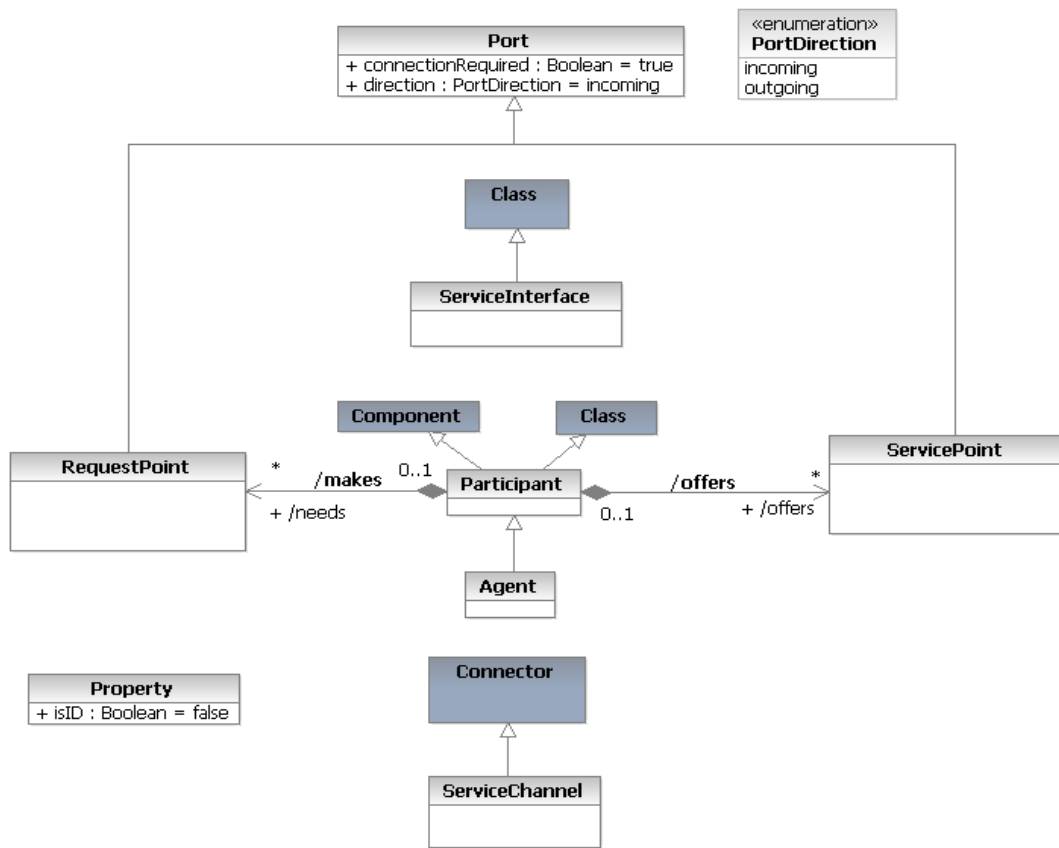 Port
+ connectionRequired : Boolean = true
+ direction : PortDirection = incoming
«enumeration»
PortDirection
incoming
outgoing
Class
ServiceInterface
Component
Class
RequestPoint
*
/makes
0..1
+ /needs
Participant
/offers
0..1
*
+ /offers
ServicePoint
Agent
Property
+ isID : Boolean = false
Connector
ServiceChannel